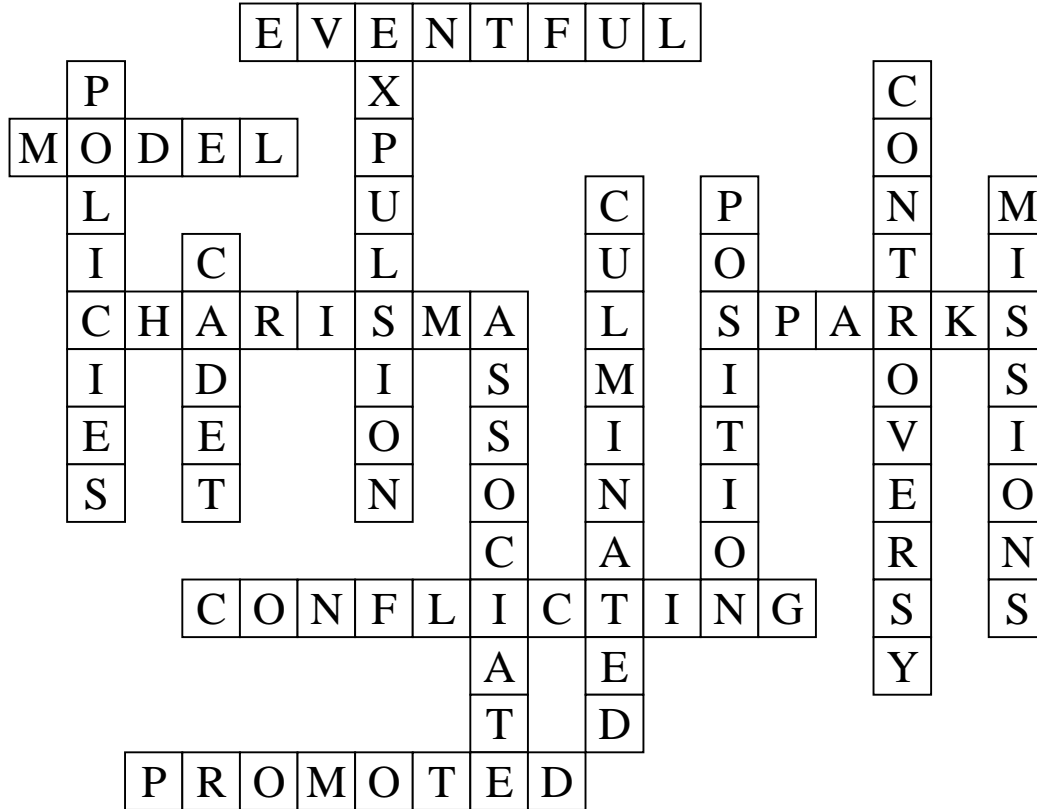 EVENTFUL
POLICIES
EXPULSION
CONTROVERSY
MODEL
CULMINATED
POSITION
MISSIONS
CADET
CHARISMA
SPARKS
ASSOCIATED
CONFLICTING
PROMOTED